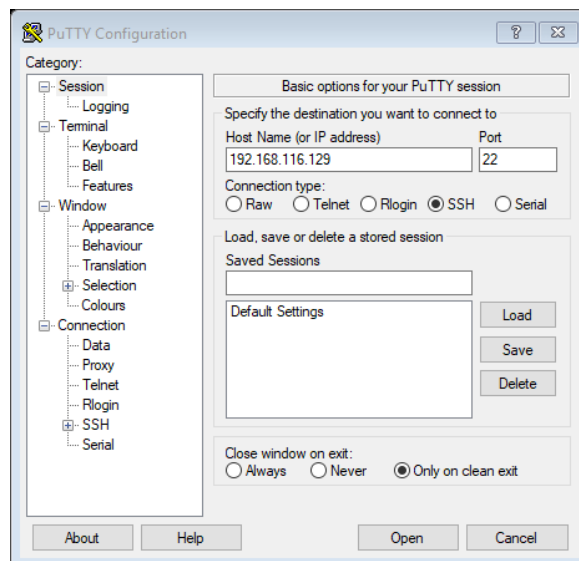 PuTTY Configuration
?
Category:
Session
Logging
Terminal
Keyboard
Bell
Features
Window
Appearance
Behaviour
Translation
Selection
Colours
Connection
Data
Proxy
Telnet
Rlogin
SSH
Serial
Basic options for your PuTTY session
Specify the destination you want to connect to
Host Name (or IP address) Port
192.168.116.129 22
Connection type:
Raw Telnet Rlogin SSH Serial
Load, save or delete a stored session
Saved Sessions
Default Settings
Load
Save
Delete
Close window on exit:
Always Never Only on clean exit
About Help Open Cancel